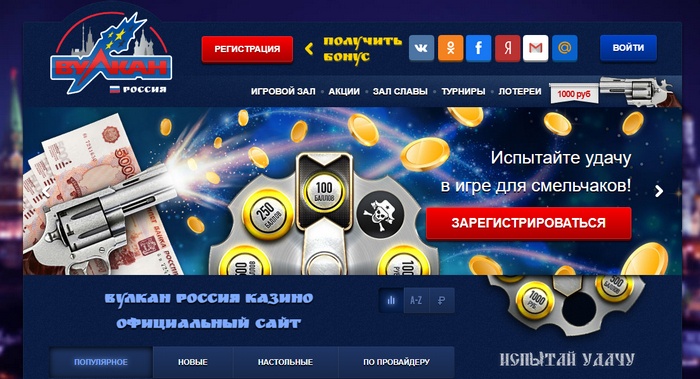 ВУЛКАН
РОССИЯ
РЕГИСТРАЦИЯ
ПОЛУЧИТЬ
БОНУС
ВОЙТИ
ИГРОВОЙ ЗАЛ
АКЦИИ
ЗАЛ СЛАВЫ
ТУРНИРЫ
ЛОТЕРЕИ
1000 руб
5000
100
БАЛЛОВ
250
БАЛЛОВ
Испытайте удачу
в игре для смельчаков!
ЗАРЕГИСТРИРОВАТЬСЯ
ВУЛКАН РОССИЯ КАЗИНО
ОФИЦИАЛЬНЫЙ САЙТ
A-Z
₽
1000
РУБ
ИСПЫТАЙ УДАЧУ
ПОПУЛЯРНОЕ
НОВЫЕ
НАСТОЛЬНЫЕ
ПО ПРОВАЙДЕРУ